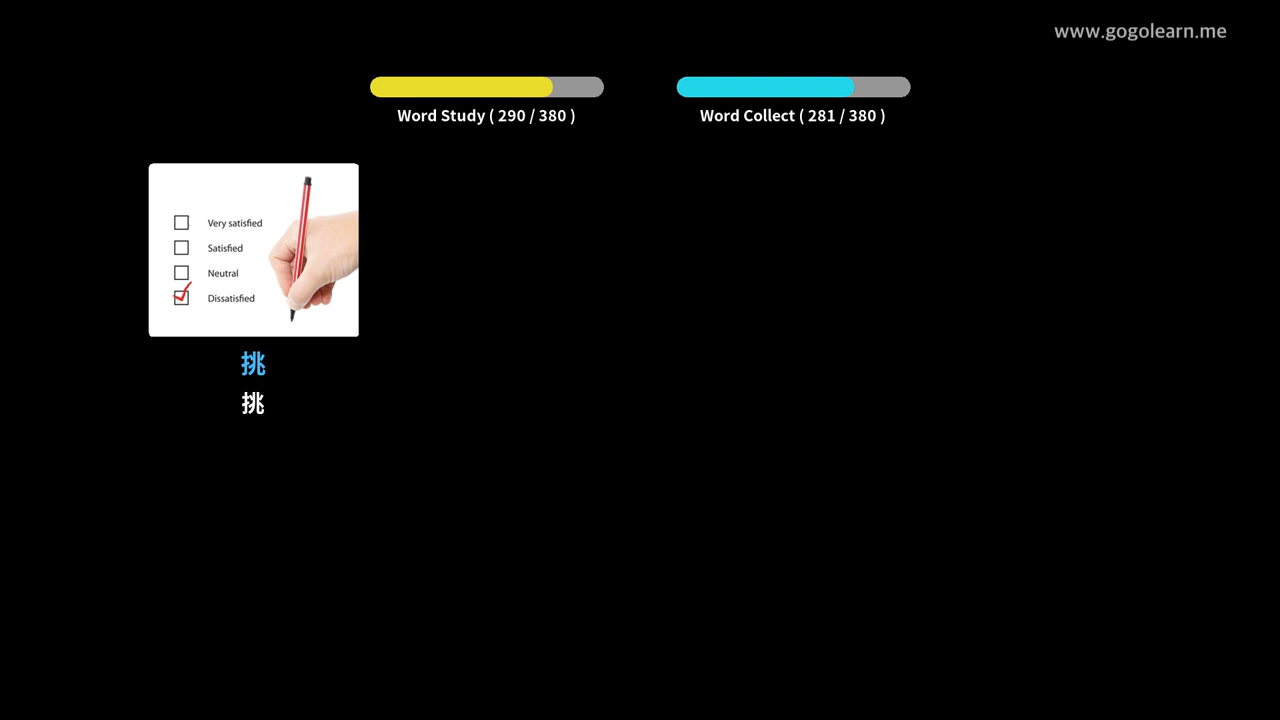 www.gogolearn.me
Word Study ( 290 / 380 )
Word Collect ( 281 / 380 )
Very satisfied
Satisfied
Neutral
Dissatisfied
挑
挑